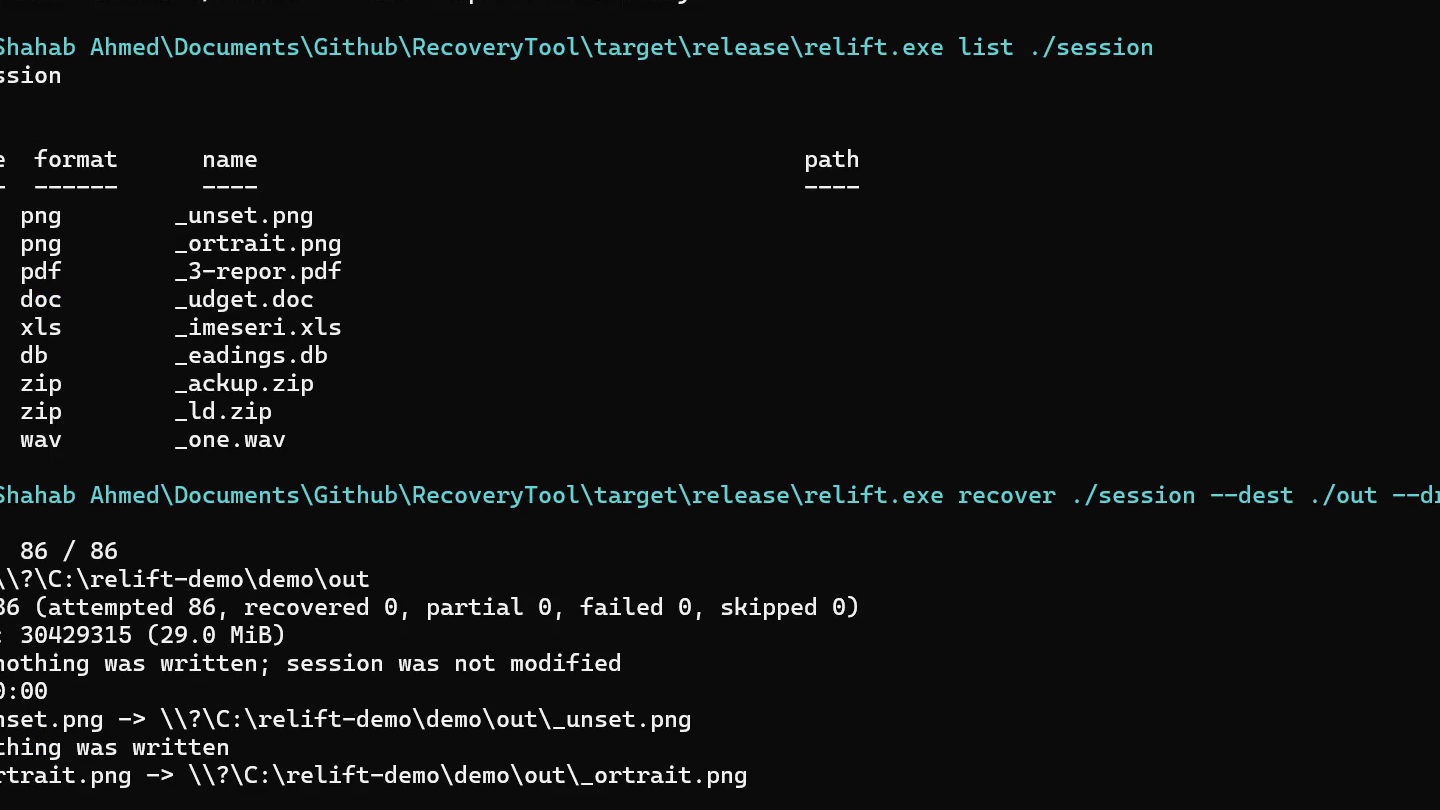 Shahab Ahmed\Documents\Github\RecoveryTool\target\release\relift.exe list ./session
ssion
e format name path
- ------ ---- ----
png _unset.png
png _ortrait.png
pdf _3-repor.pdf
doc _udget.doc
xls _imeseri.xls
db _eadings.db
zip _ackup.zip
zip _ld.zip
wav _one.wav
Shahab Ahmed\Documents\Github\RecoveryTool\target\release\relift.exe recover ./session --dest ./out --dr
86 / 86
\\?\C:\relift-demo\demo\out
86 (attempted 86, recovered 0, partial 0, failed 0, skipped 0)
: 30429315 (29.0 MiB)
nothing was written; session was not modified
0:00
nset.png -> \\?\C:\relift-demo\demo\out\_unset.png
thing was written
rtrait.png -> \\?\C:\relift-demo\demo\out\_ortrait.png